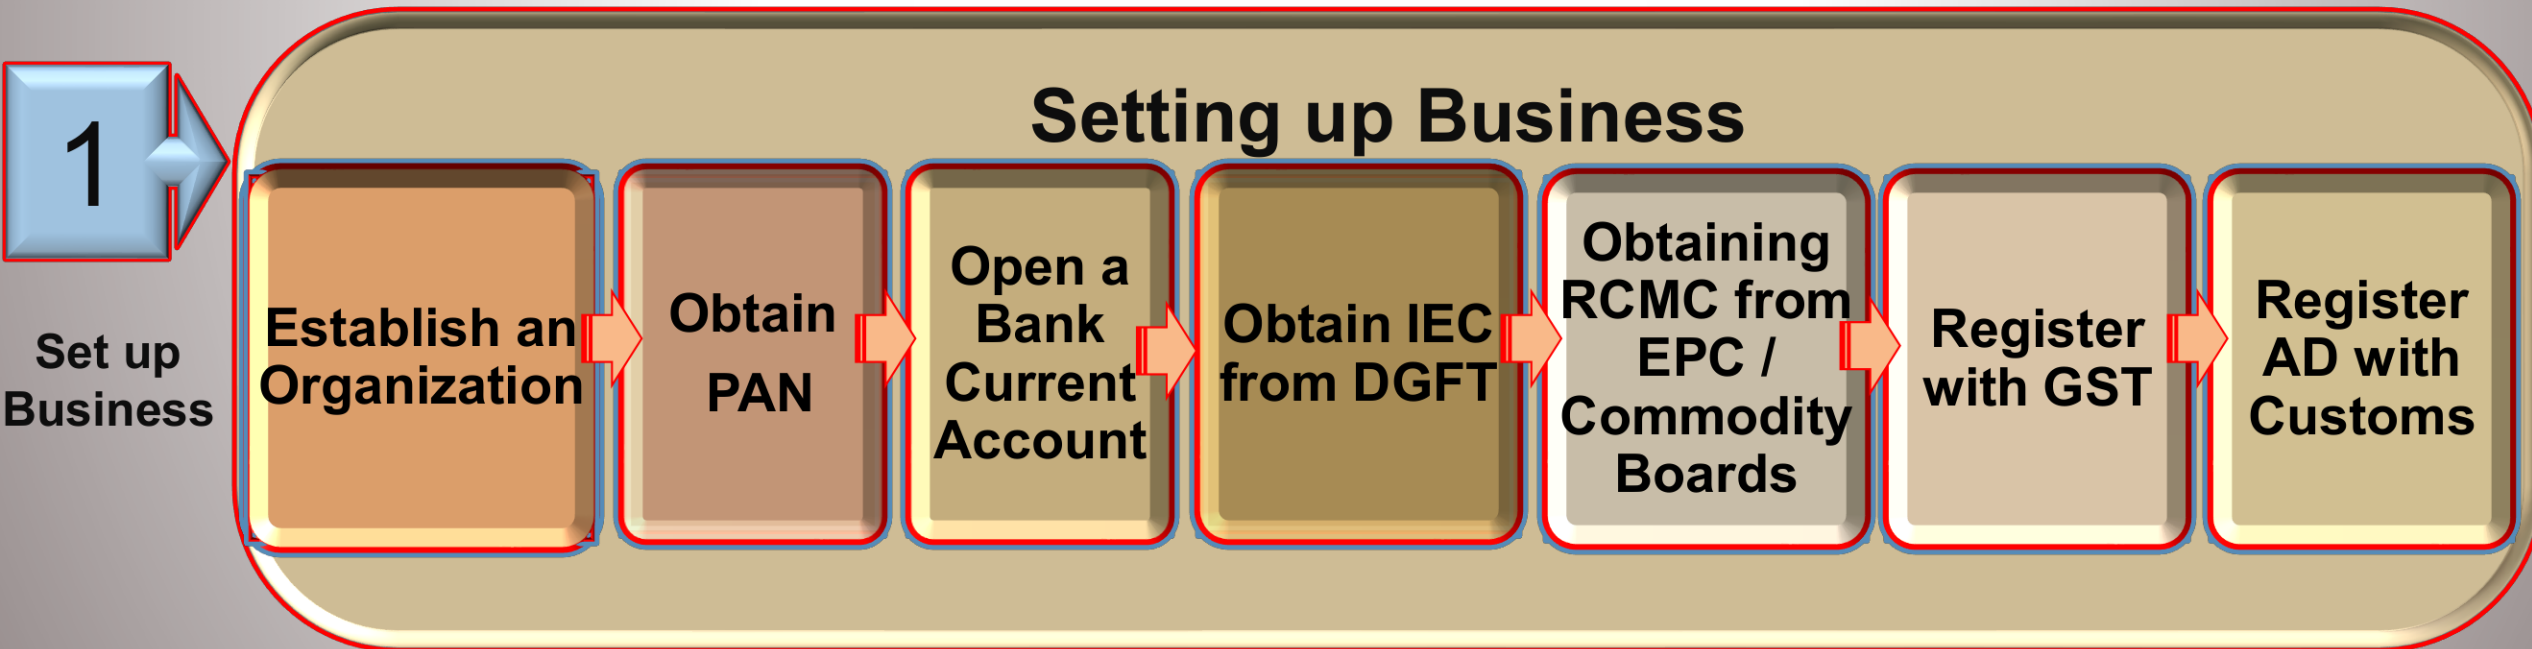 1
Set up
Business
Setting up Business
Establish an
Organization
Obtain
PAN
Open a
Bank
Current
Account
Obtain IEC
from DGFT
Obtaining
RCMC from
EPC /
Commodity
Boards
Register
with GST
Register
AD with
Customs